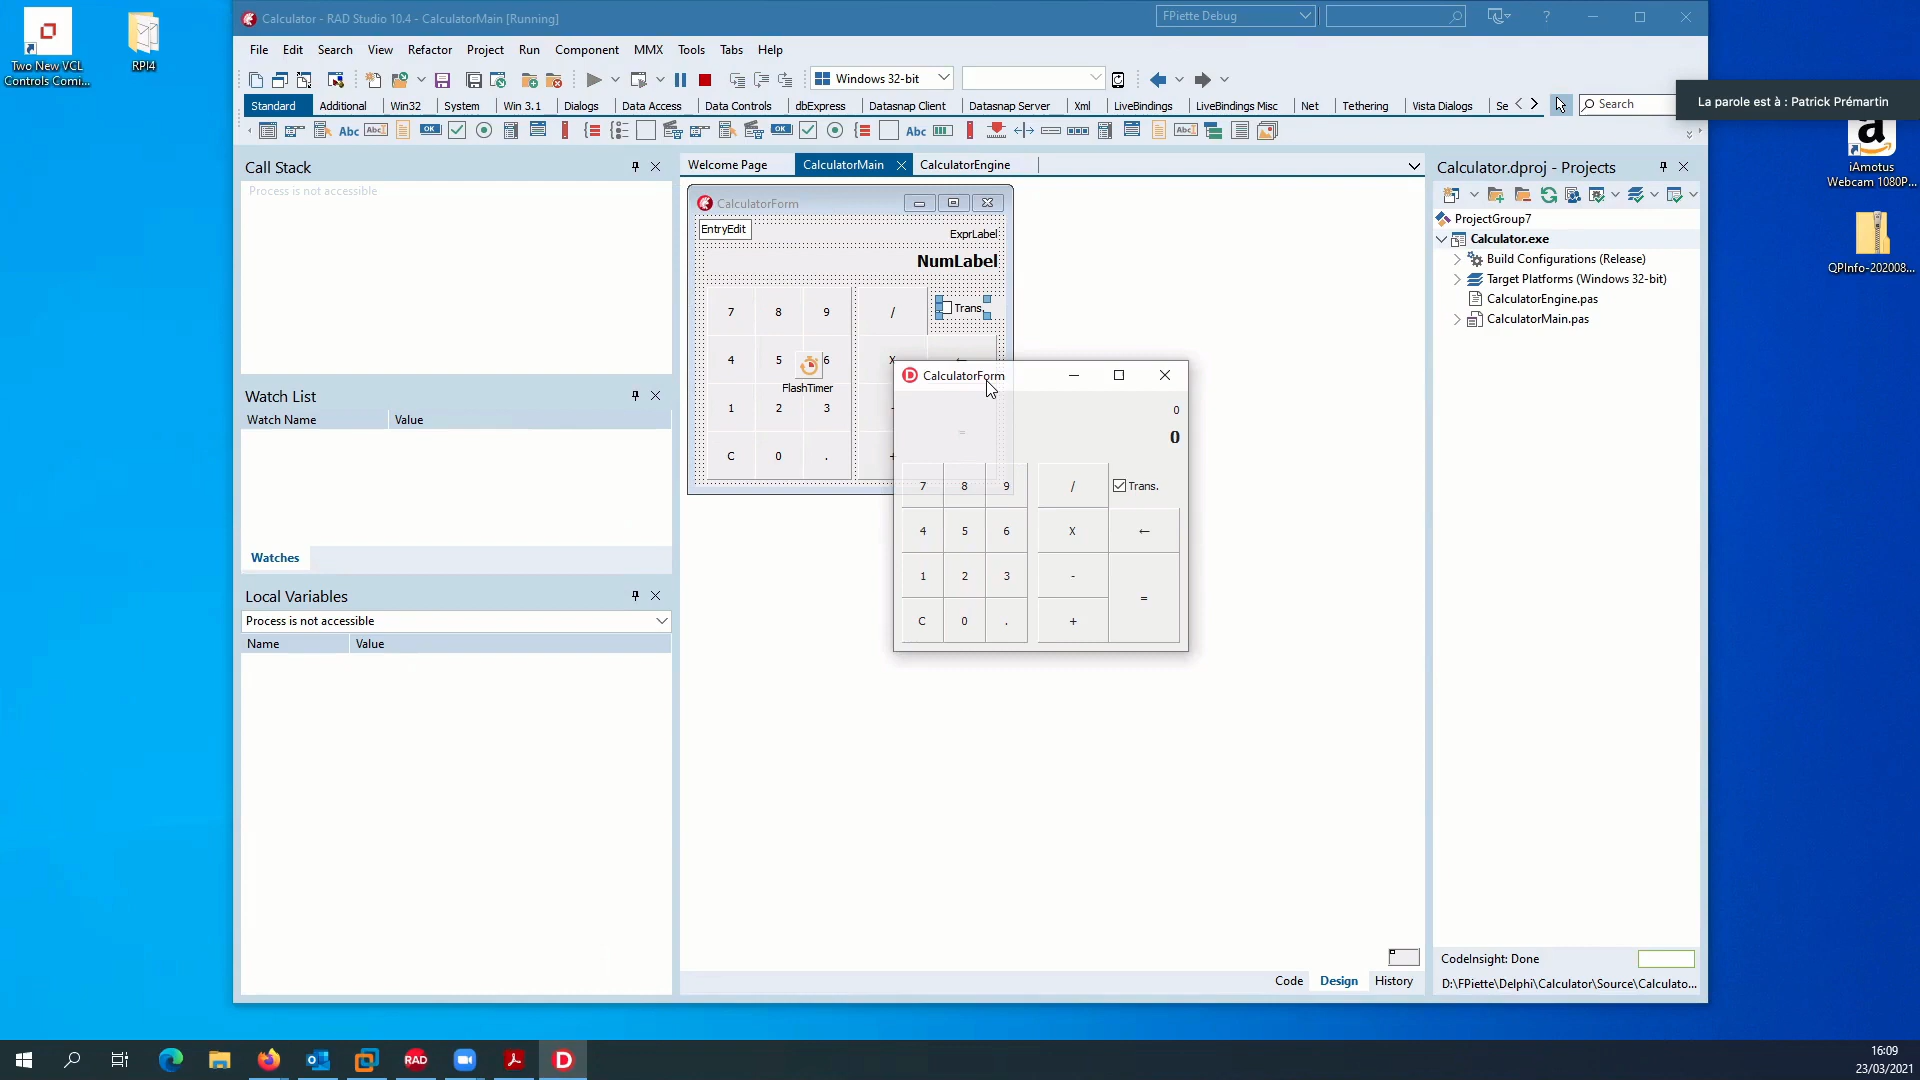 Two New VCL
Controls Comi...
RPI4
Calculator - RAD Studio 10.4 - CalculatorMain [Running]
FPiette Debug
File Edit Search View Refactor Project Run Component MMX Tools Tabs Help
Windows 32-bit
Standard Additional Win32 System Win 3.1 Dialogs Data Access Data Controls dbExpress Datasnap Client Datasnap Server Xml LiveBindings LiveBindings Misc Net Tethering Vista Dialogs Se
Search
La parole est à : Patrick Prémartin
iAmotus
Webcam 1080P...
QPInfo-202008...
Call Stack
Process is not accessible
Watch List
Watch Name Value
Watches
Local Variables
Process is not accessible
Name Value
Welcome Page CalculatorMain CalculatorEngine
CalculatorForm
EntryEdit
ExprLabel
NumLabel
7 8 9 / Trans.
4 5 6 X ←
FlashTimer
1 2 3 -
=
C 0 . +
CalculatorForm
0
0
7 8 9 / Trans.
4 5 6 X ←
1 2 3 -
=
C 0 . +
Calculator.dproj - Projects
ProjectGroup7
Calculator.exe
Build Configurations (Release)
Target Platforms (Windows 32-bit)
CalculatorEngine.pas
CalculatorMain.pas
CodeInsight: Done
D:\FPiette\Delphi\Calculator\Source\Calculato...
Code Design History
RAD
D
16:09
23/03/2021